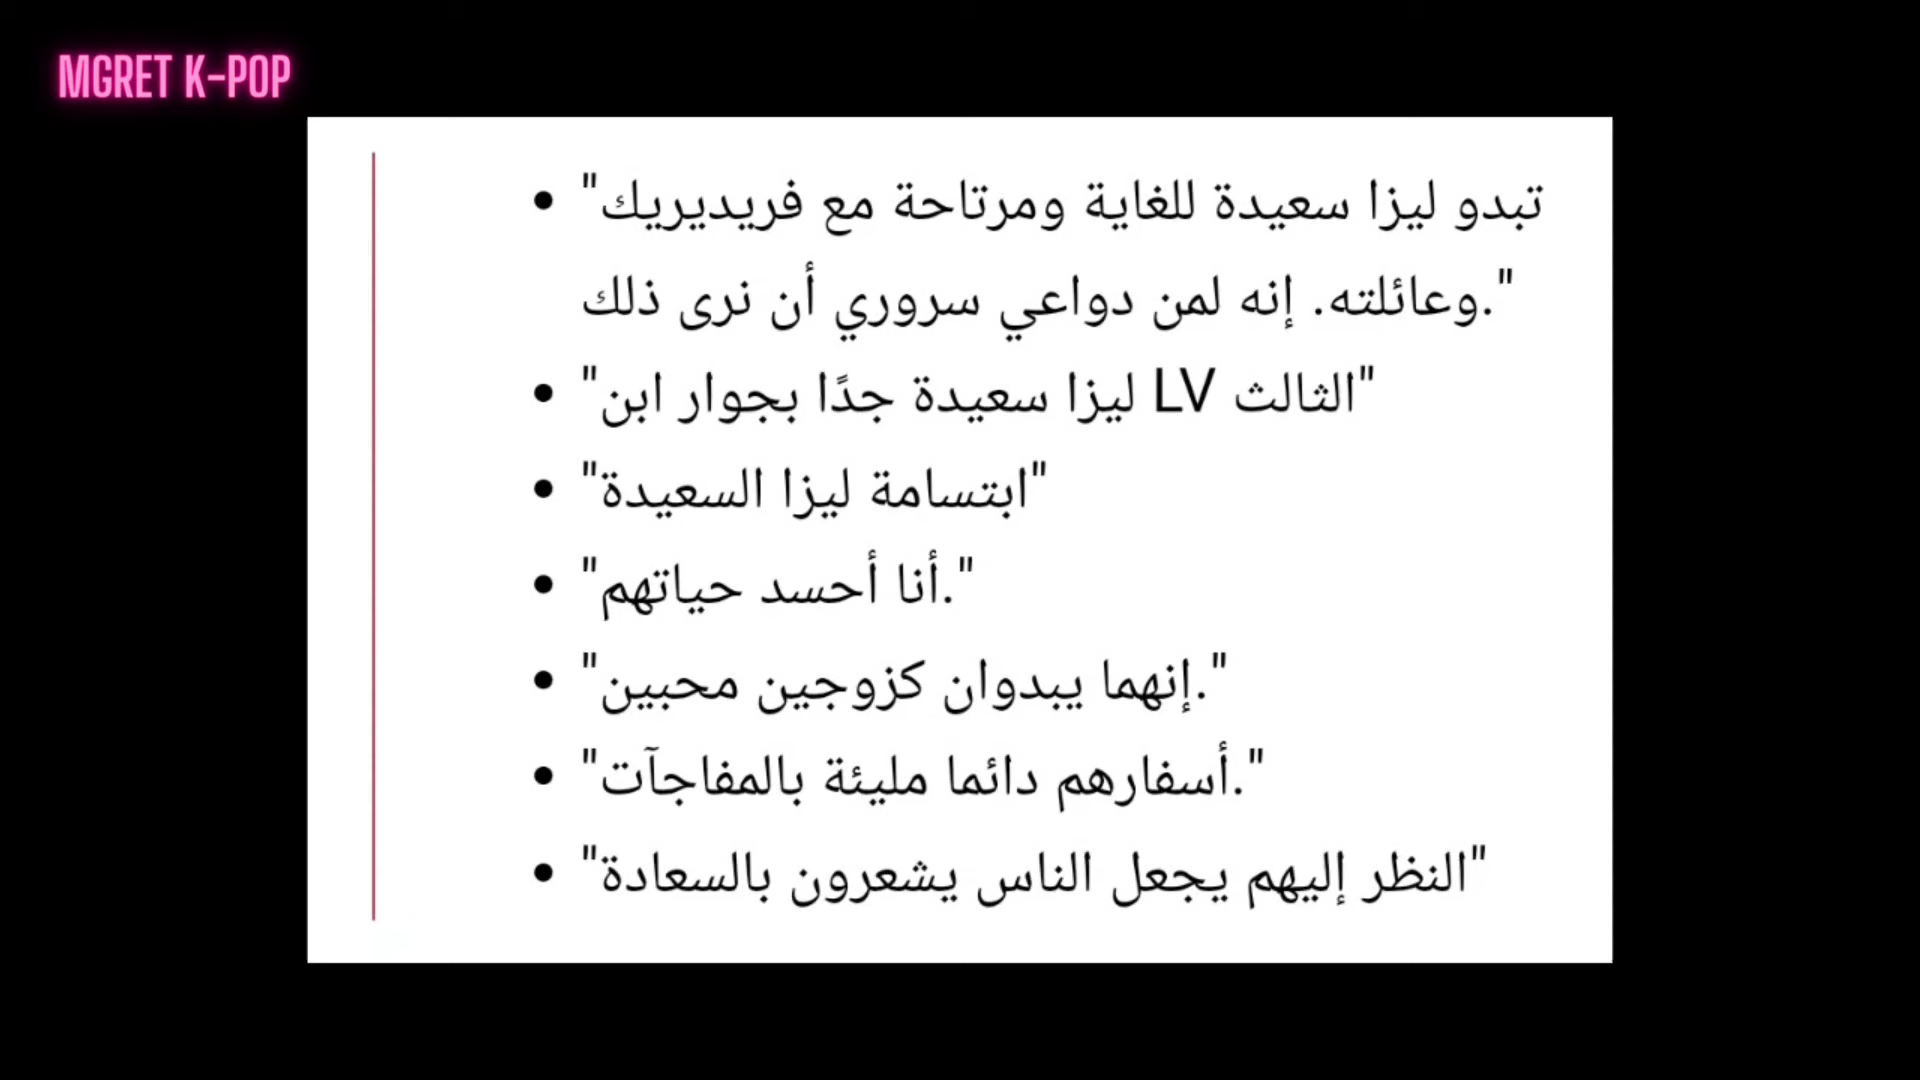 MGRET K-POP
• "تبدو ليزا سعيدة للغاية ومرتاحة مع فريديريك
وعائلته. إنه لمن دواعي سروري أن نرى ذلك."
• "الثالث LV ليزا سعيدة جدًا بجوار ابن"
• "ابتسامة ليزا السعيدة"
• "أنا أحسد حياتهم."
• "إنهما يبدوان كزوجين محبين."
• "أسفارهم دائما مليئة بالمفاجآت."
• "النظر إليهم يجعل الناس يشعرون بالسعادة"